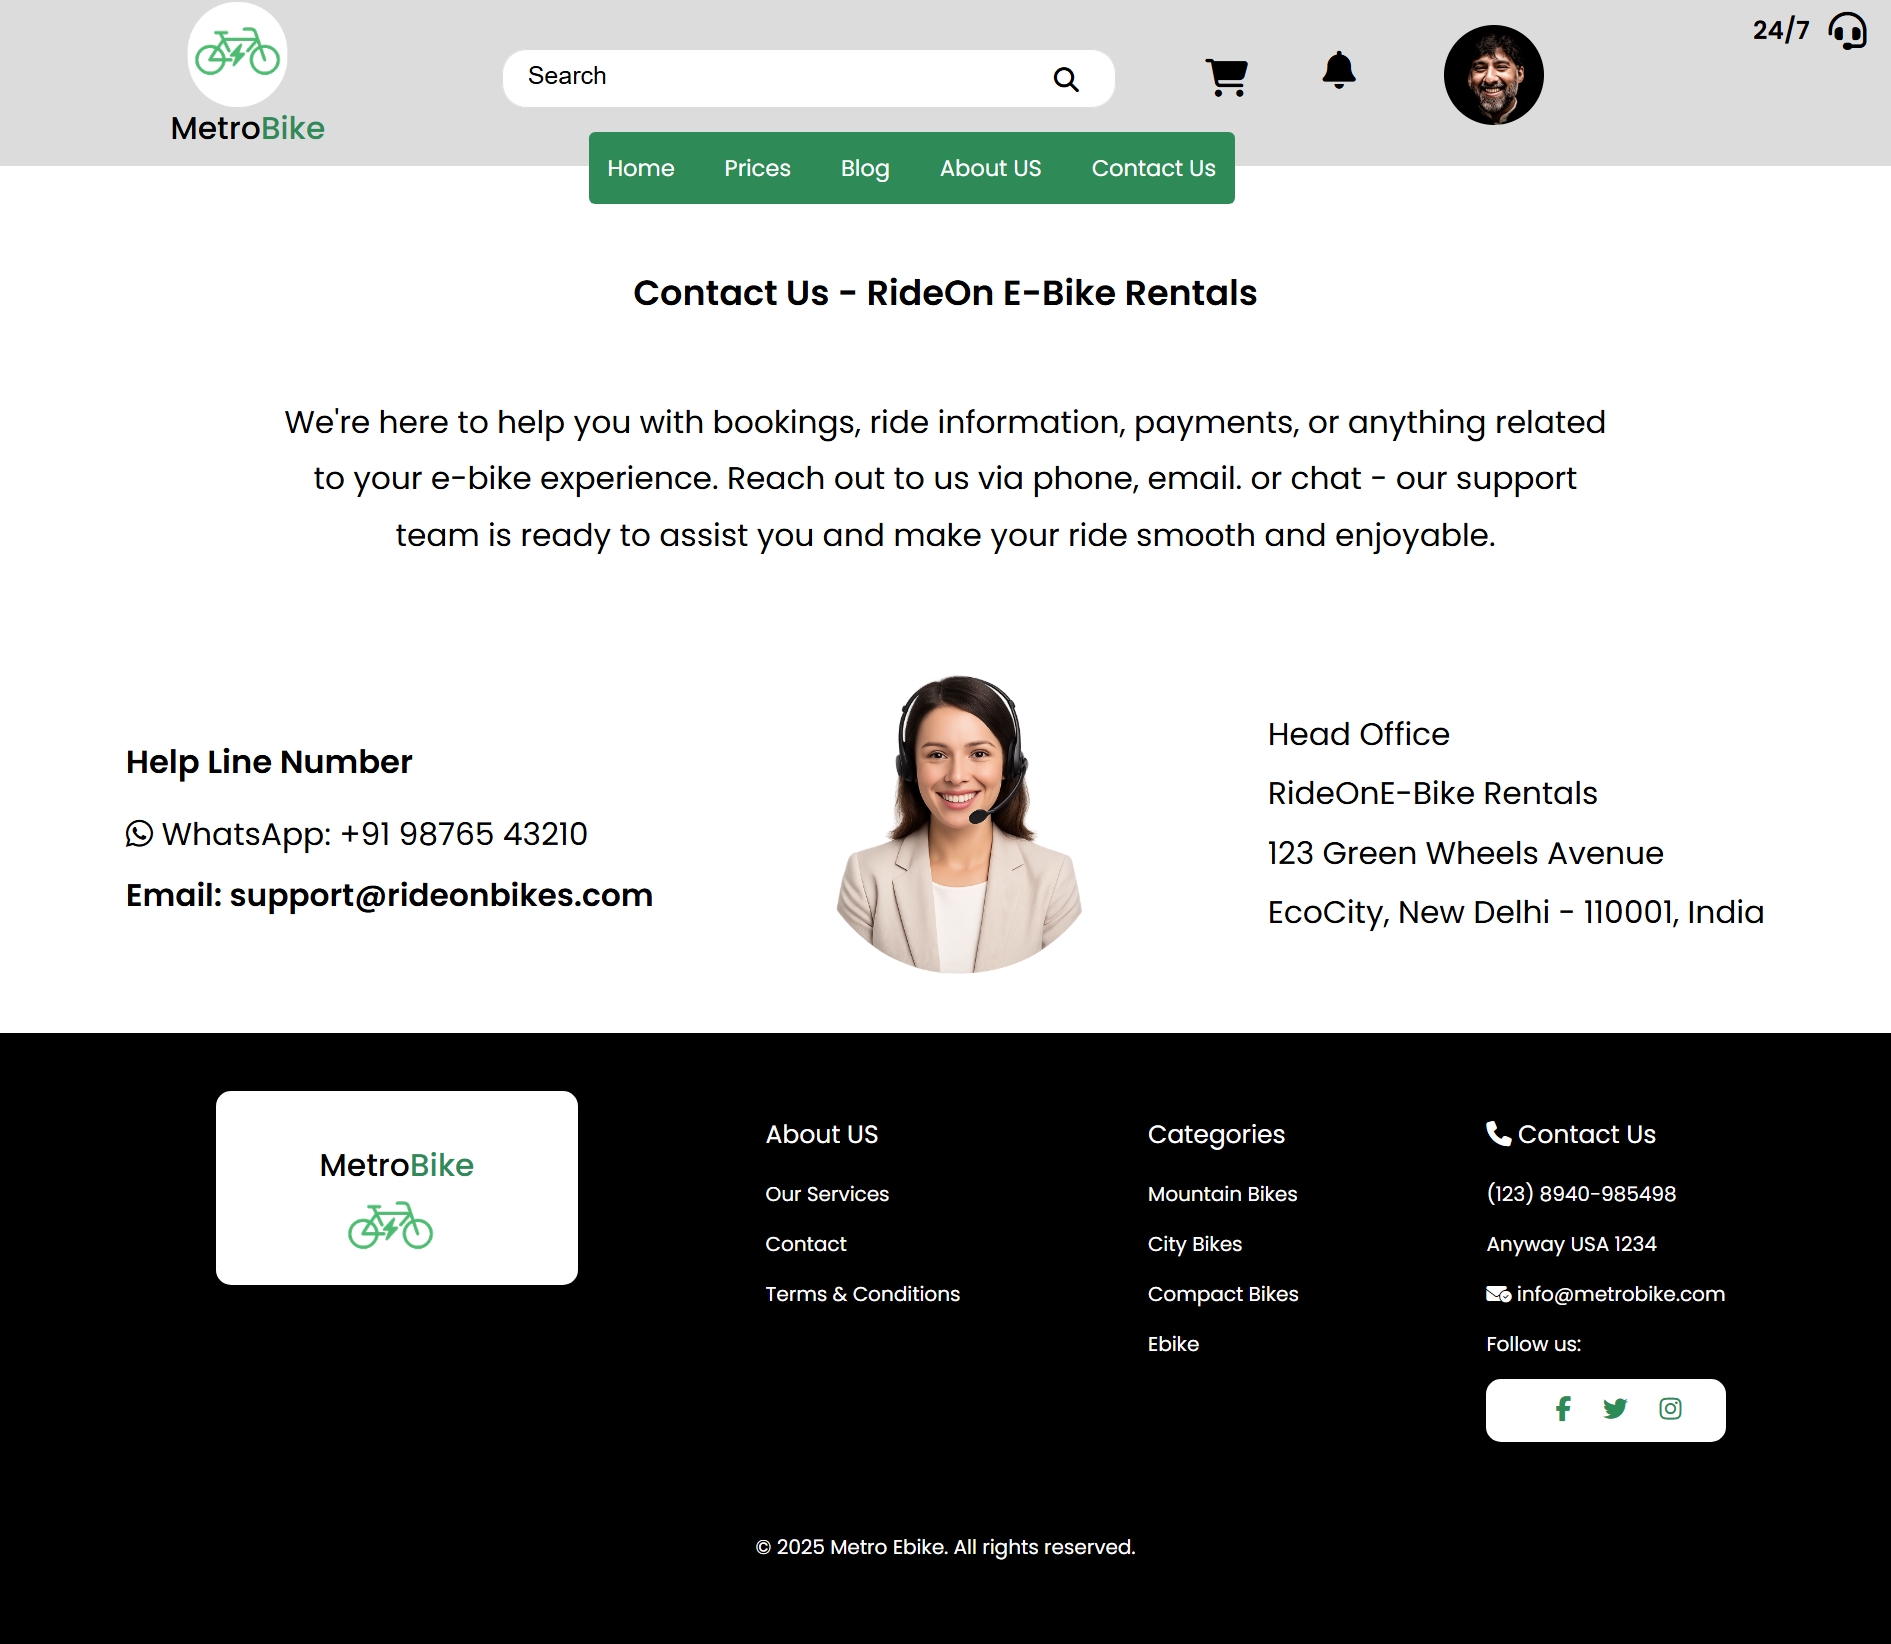 24/7
MetroBike
Search
Home Prices Blog About US Contact Us
Contact Us - RideOn E-Bike Rentals
We're here to help you with bookings, ride information, payments, or anything related
to your e-bike experience. Reach out to us via phone, email. or chat - our support
team is ready to assist you and make your ride smooth and enjoyable.
Help Line Number
WhatsApp: +91 98765 43210
Email: support@rideonbikes.com
Head Office
RideOnE-Bike Rentals
123 Green Wheels Avenue
EcoCity, New Delhi - 110001, India
MetroBike
About US
Our Services
Contact
Terms & Conditions
Categories
Mountain Bikes
City Bikes
Compact Bikes
Ebike
Contact Us
(123) 8940-985498
Anyway USA 1234
info@metrobike.com
Follow us:
© 2025 Metro Ebike. All rights reserved.